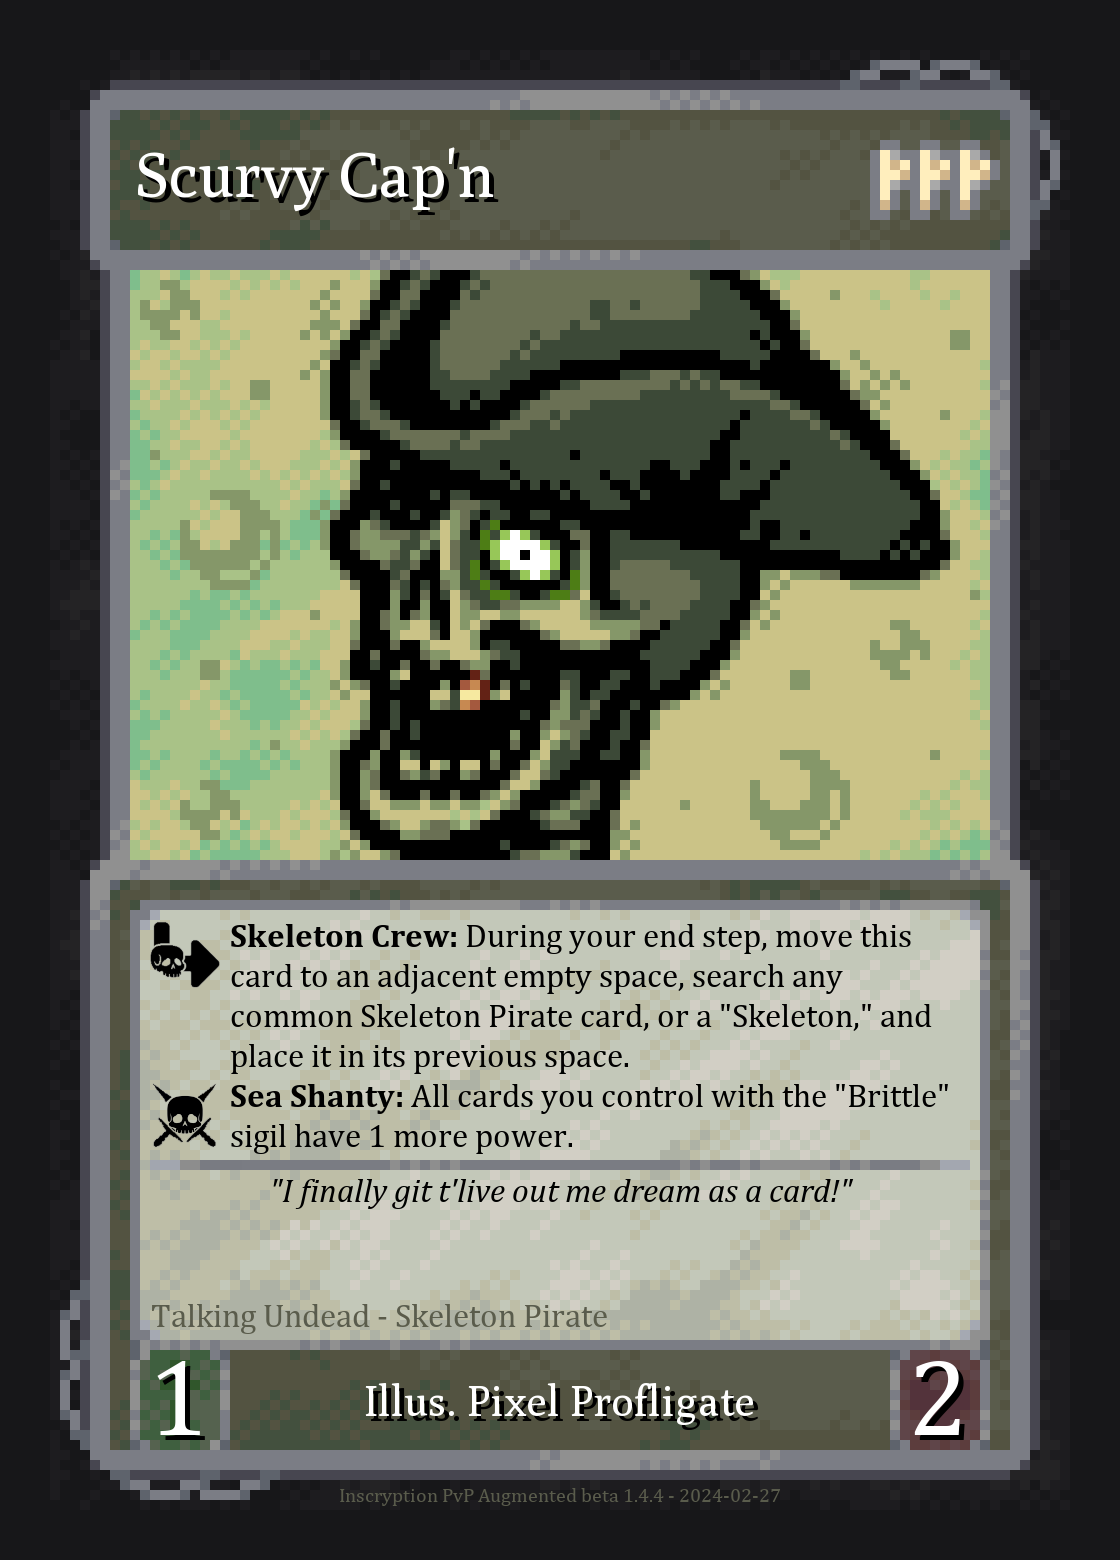 Scurvy Cap'n
Skeleton Crew: During your end step, move this
card to an adjacent empty space, search any
common Skeleton Pirate card, or a "Skeleton," and
place it in its previous space.
Sea Shanty: All cards you control with the "Brittle"
sigil have 1 more power.
"I finally git t'live out me dream as a card!"
Talking Undead - Skeleton Pirate
1
Illus. Pixel Profligate
2
Inscryption PvP Augmented beta 1.4.4 - 2024-02-27